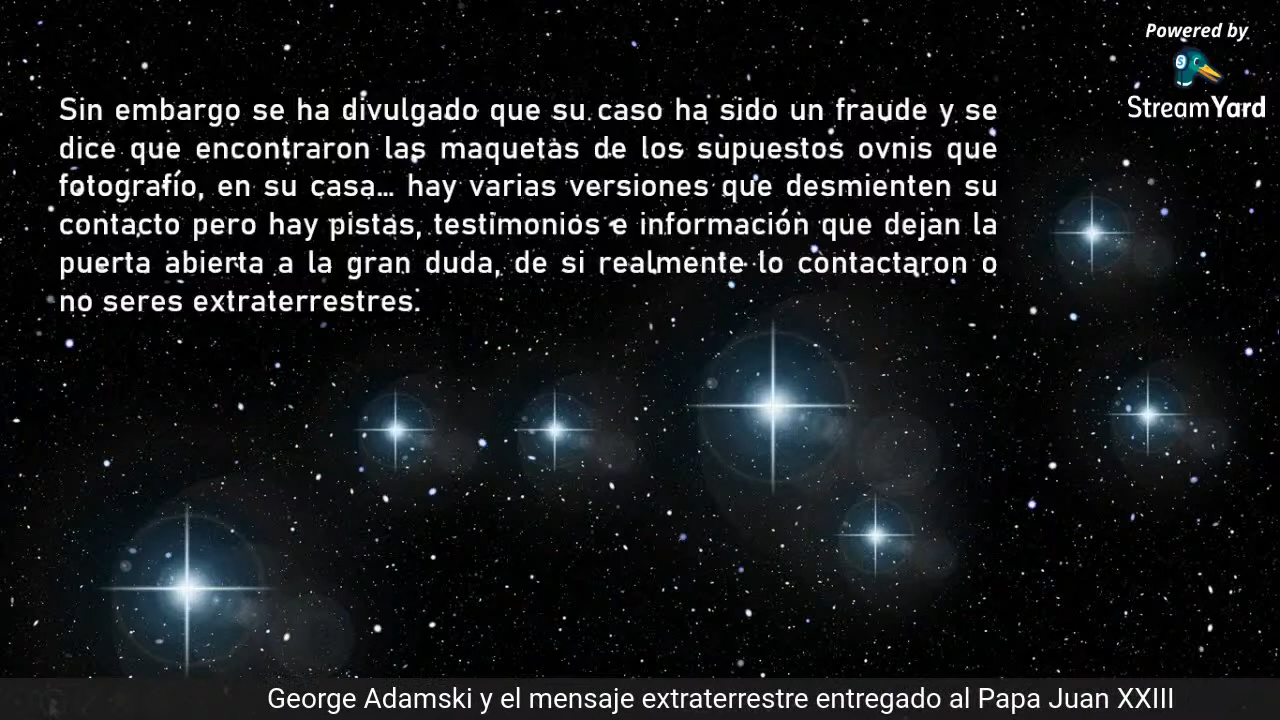 Powered by
StreamYard
Sin embargo se ha divulgado que su caso ha sido un fraude y se
dice que encontraron las maquetas de los supuestos ovnis que
fotografío, en su casa... hay varias versiones que desmienten su
contacto pero hay pistas, testimonios e información que dejan la
puerta abierta a la gran duda, de si realmente lo contactaron o
no seres extraterrestres.
George Adamski y el mensaje extraterrestre entregado al Papa Juan XXIII